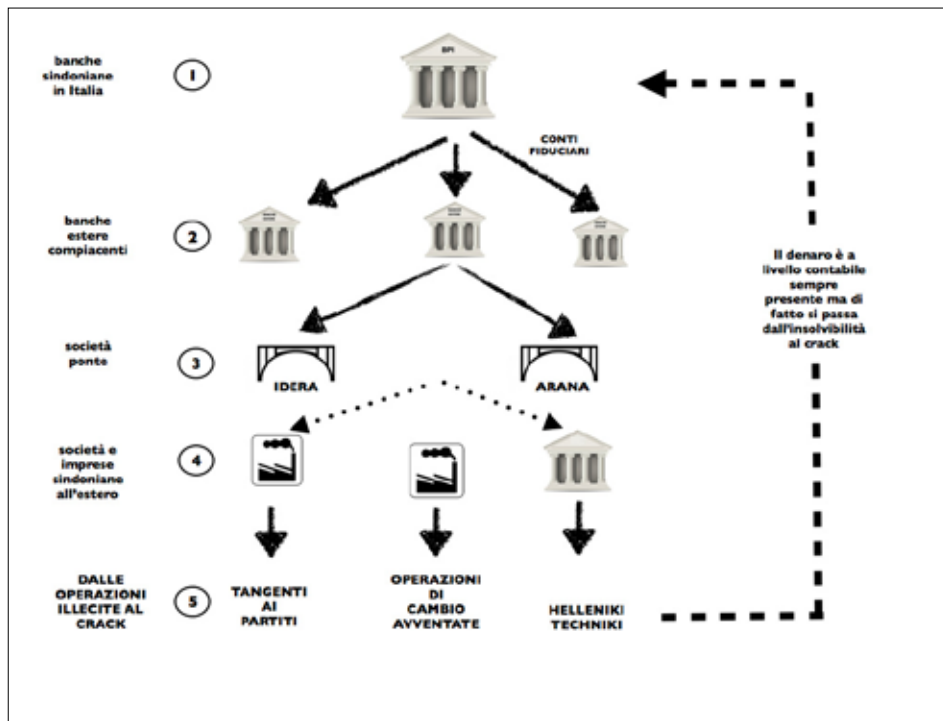 banche
sindoniane
in Italia
1
BPI
CONTI
FIDUCIARI
banche
estere
compiacenti
2
Il denaro è a
livello contabile
sempre
presente ma di
fatto si passa
dall'insolvibilità
al crack
società
ponte
3
IDERA
ARANA
società e
imprese
sindoniane
all'estero
4
DALLE
OPERAZIONI
ILLECITE AL
CRACK
5
TANGENTI
AI
PARTITI
OPERAZIONI
DI
CAMBIO
AVVENTATE
HELLENIKI
TECHNIKI